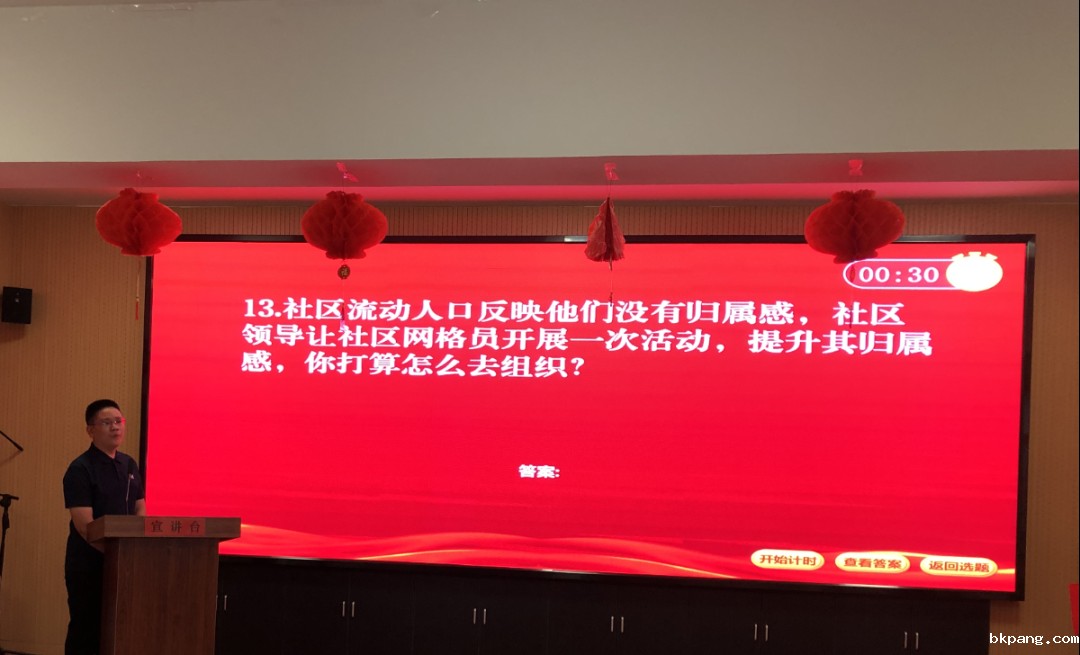 00:30
13.社区流动人口反映他们没有归属感，社区
领导让社区网格员开展一次活动，提升其归属
感，你打算怎么去组织？
答案:
宣讲台
开始计时
查看答案
返回选题
bkpang.com